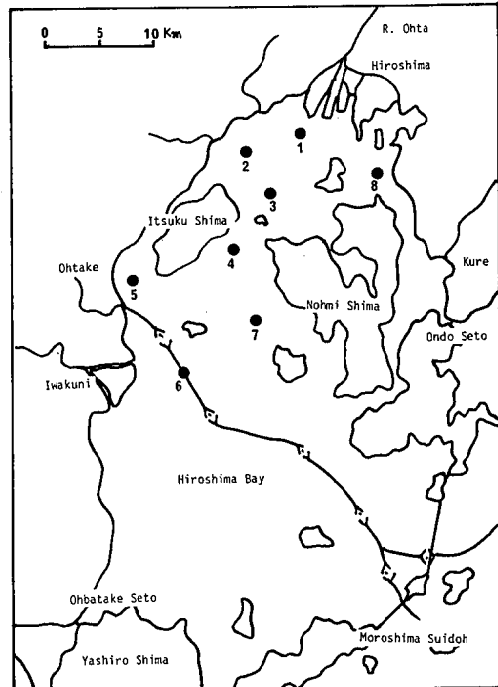 R. Ohta
0 5 10 Km
Hiroshima
1
2
8
3
Itsuku Shima
4
Kure
Ohtake
5
Nohmi Shima
7
Ondo Seto
6
Iwakuni
Hiroshima Bay
Ohbatake Seto
Moroshima Suidoh
Yashiro Shima